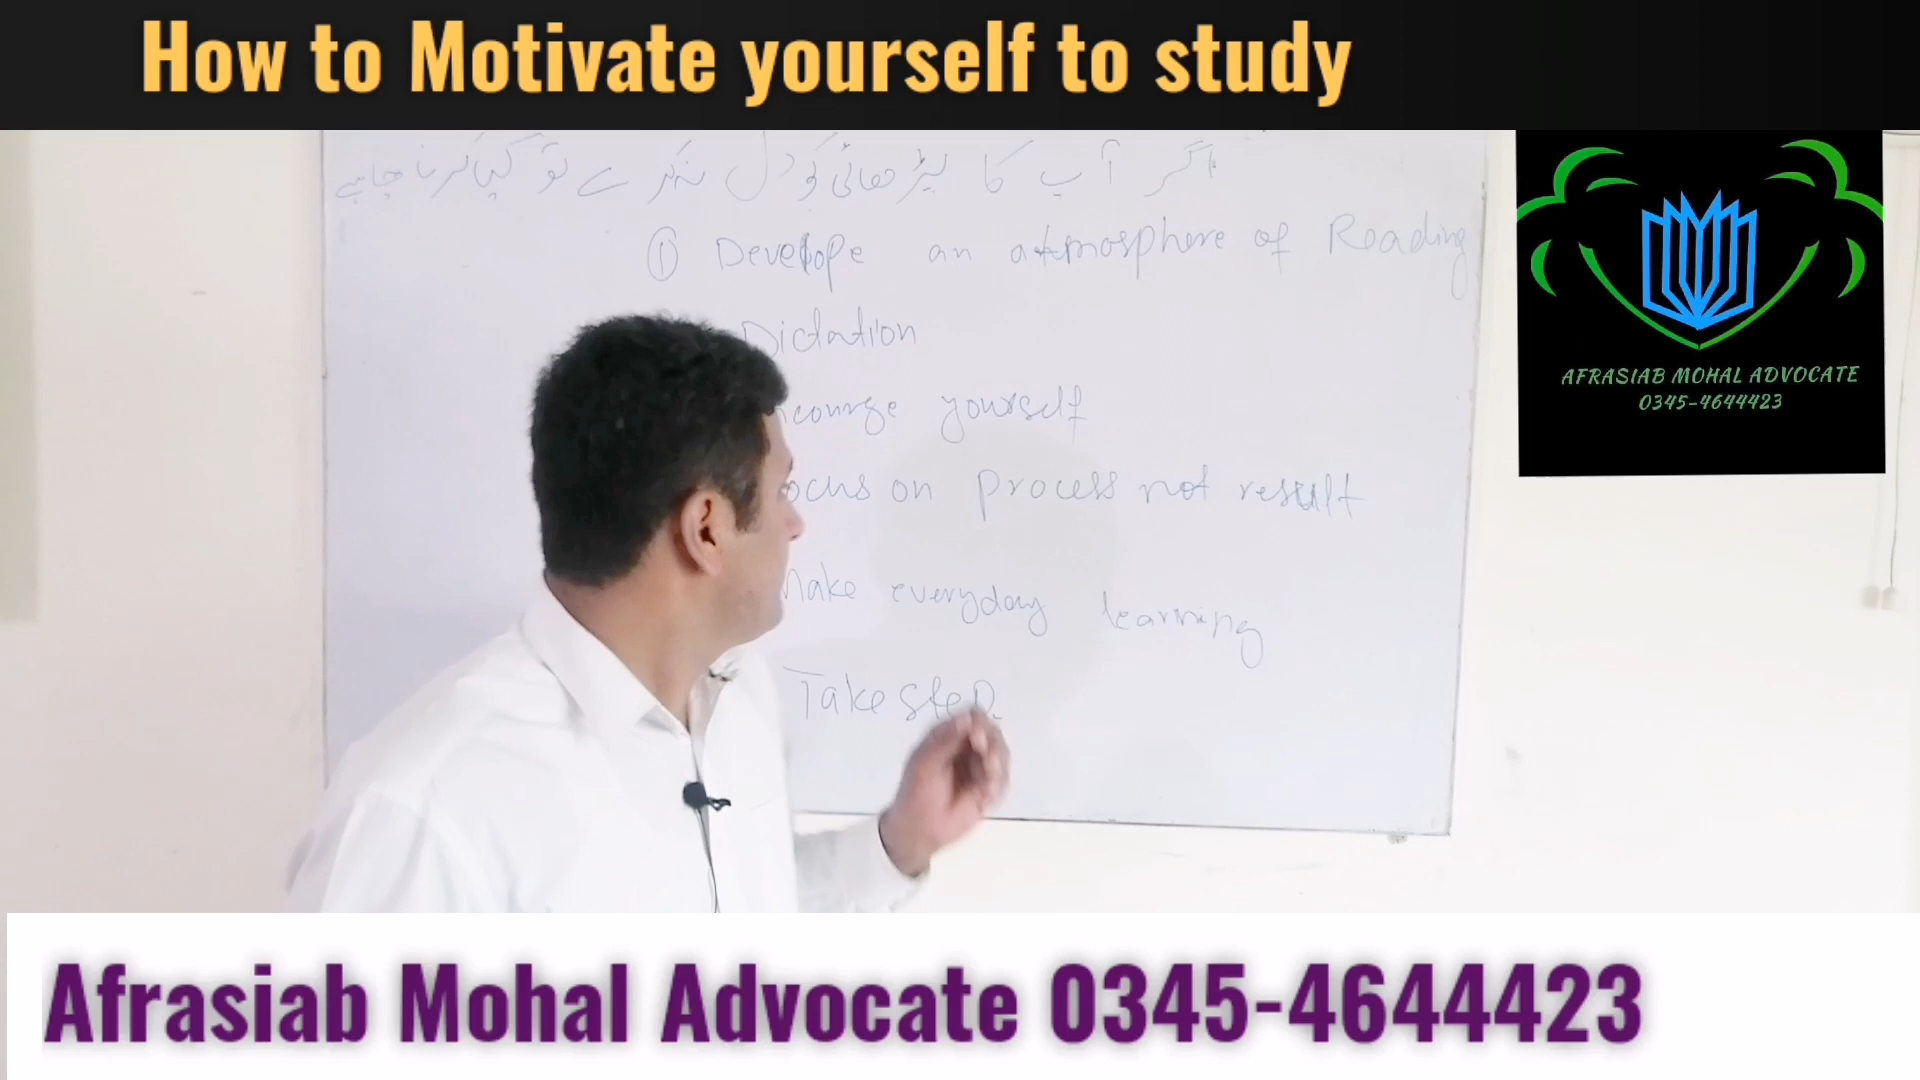 How to Motivate yourself to study
اگر آپ کا پڑھائی کو دل نہ کرے تو کیا کرنا چاہیے
① Develope an atmosphere of Reading
Dictation
courage yourself
ocus on process not result
Make everyday learning
Take step
AFRASIAB MOHAL ADVOCATE
0345-4644423
Afrasiab Mohal Advocate 0345-4644423